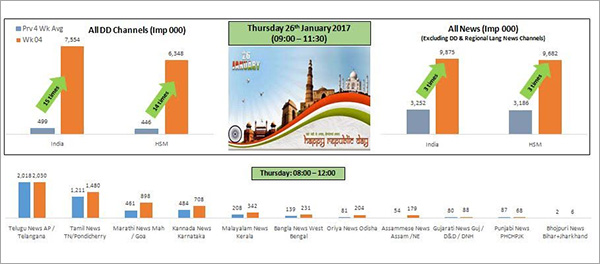 Prv 4 Wk Avg
Wk 04
All DD Channels (Imp 000)
7,554
6,348
15 times
14 times
499
446
India
HSM
Thursday 26th January 2017
(09:00 – 11:30)
26
JANUARY
happy republic day
All News (Imp 000)
(Excluding DD & Regional Lang News Channels)
9,875
9,682
3 times
3 times
3,252
3,186
India
HSM
Thursday: 08:00 – 12:00
2,018 2,030
1,211 1,480
461 898
484 708
208 342
139 231
81 204
54 179
80 88
87 68
2 6
Telugu News AP / Telangana
Tamil News TN/Pondicherry
Marathi News Mah / Goa
Kannada News Karnataka
Malayalam News Kerala
Bangla News West Bengal
Oriya News Odisha
Assammese News Assam /NE
Gujarati News Guj / D&D / DNH
Punjabi News PHCHPJK
Bhojpuri News Bihar+Jharkhand